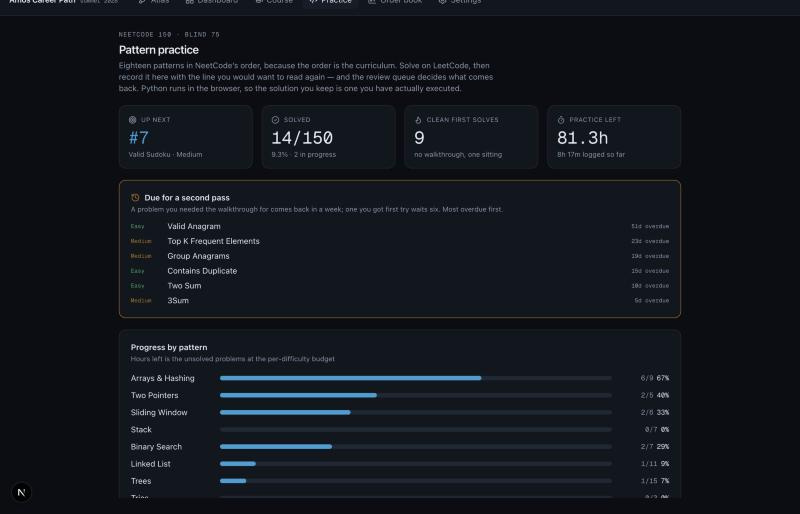 Amos Career Path summer 2026 Atlas Dashboard Course Practice Order book Settings
NEETCODE 150 · BLIND 75
Pattern practice
Eighteen patterns in NeetCode's order, because the order is the curriculum. Solve on LeetCode, then
record it here with the line you would want to read again — and the review queue decides what comes
back. Python runs in the browser, so the solution you keep is one you have actually executed.
UP NEXT
#7
Valid Sudoku · Medium
SOLVED
14/150
9.3% · 2 in progress
CLEAN FIRST SOLVES
9
no walkthrough, one sitting
PRACTICE LEFT
81.3h
8h 17m logged so far
Due for a second pass
A problem you needed the walkthrough for comes back in a week; one you got first try waits six. Most overdue first.
Easy Valid Anagram 51d overdue
Medium Top K Frequent Elements 23d overdue
Medium Group Anagrams 19d overdue
Easy Contains Duplicate 15d overdue
Easy Two Sum 10d overdue
Medium 3Sum 5d overdue
Progress by pattern
Hours left is the unsolved problems at the per-difficulty budget
Arrays & Hashing 6/9 67%
Two Pointers 2/5 40%
Sliding Window 2/6 33%
Stack 0/7 0%
Binary Search 2/7 29%
Linked List 1/11 9%
Trees 1/15 7%
Tries 0/3 0%
N